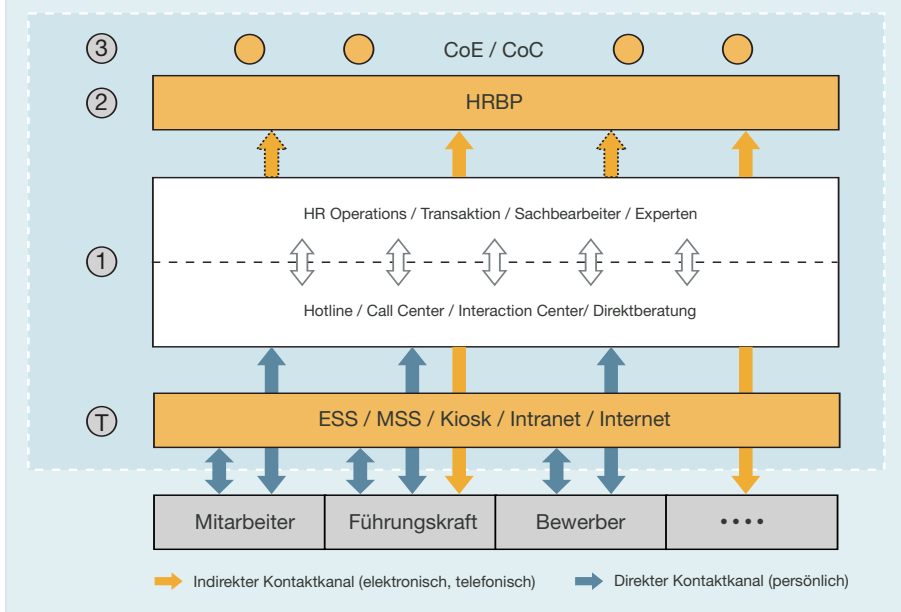 3
CoE / CoC
2
HRBP
HR Operations / Transaktion / Sachbearbeiter / Experten
1
Hotline / Call Center / Interaction Center/ Direktberatung
T
ESS / MSS / Kiosk / Intranet / Internet
Mitarbeiter
Führungskraft
Bewerber
••••
Indirekter Kontaktkanal (elektronisch, telefonisch)
Direkter Kontaktkanal (persönlich)